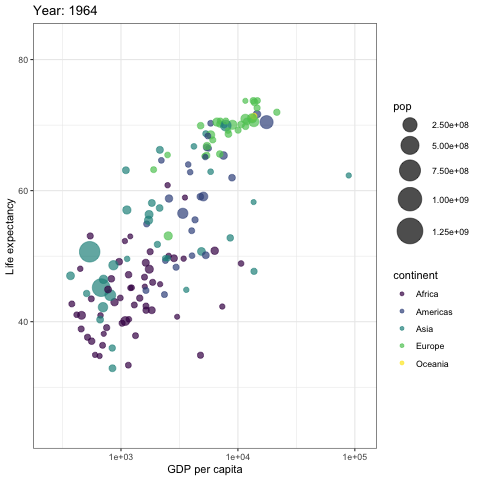 Year: 1964
80
60
40
Life expectancy
1e+03
1e+04
1e+05
GDP per capita
pop
2.50e+08
5.00e+08
7.50e+08
1.00e+09
1.25e+09
continent
Africa
Americas
Asia
Europe
Oceania